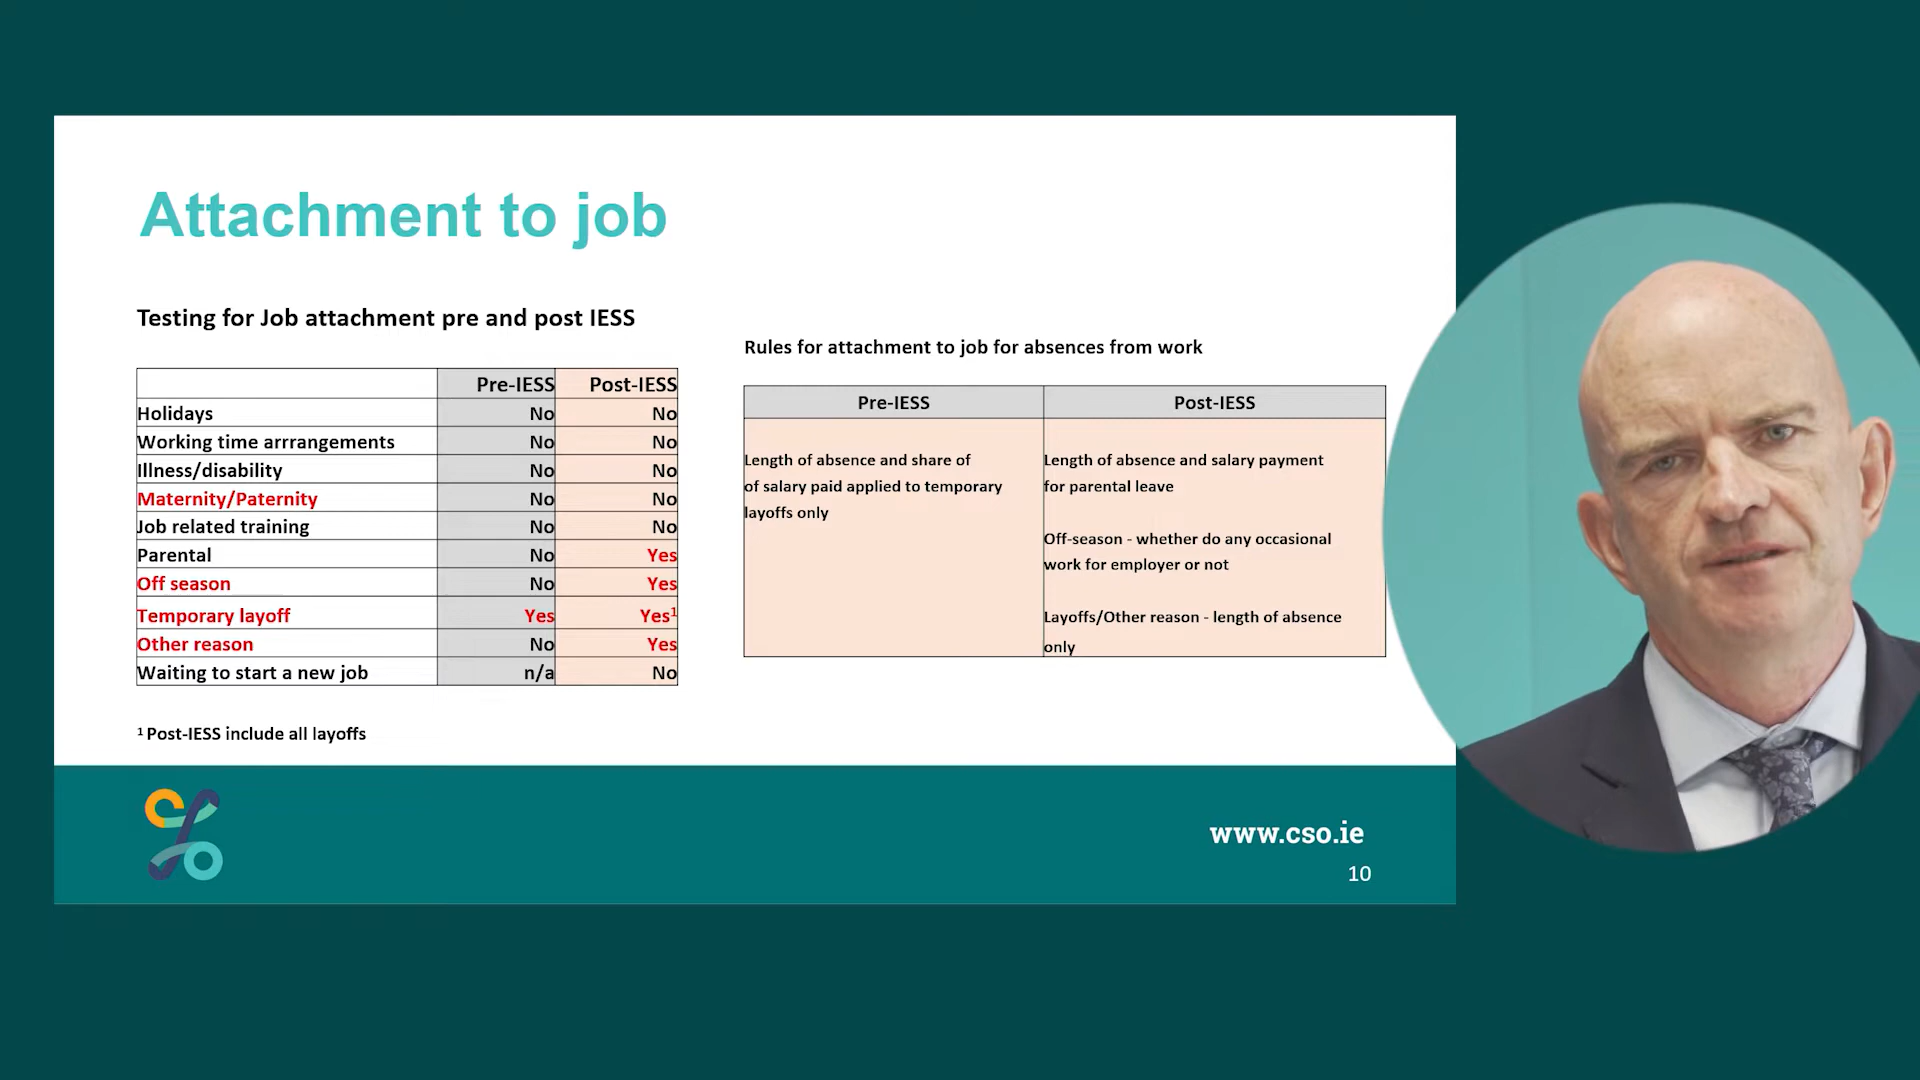 Attachment to job
Testing for Job attachment pre and post IESS
Pre-IESS Post-IESS
Holidays No No
Working time arrrangements No No
Illness/disability No No
Maternity/Paternity No No
Job related training No No
Parental No Yes
Off season No Yes
Temporary layoff Yes Yes¹
Other reason No Yes
Waiting to start a new job n/a No
¹ Post-IESS include all layoffs
Rules for attachment to job for absences from work
Pre-IESS Post-IESS
Length of absence and share of
of salary paid applied to temporary
layoffs only
Length of absence and salary payment
for parental leave
Off-season - whether do any occasional
work for employer or not
Layoffs/Other reason - length of absence
only
www.cso.ie
10